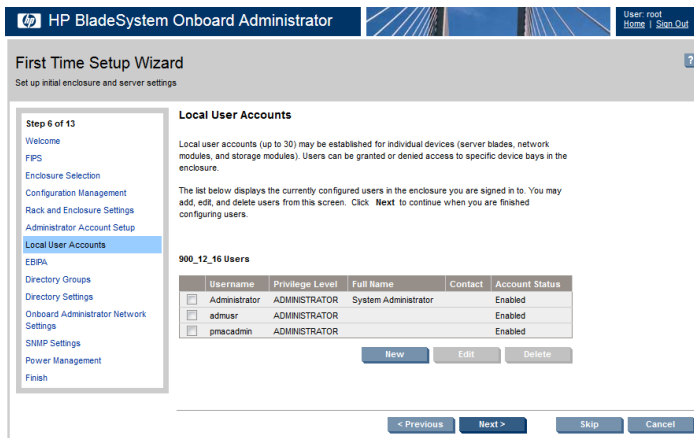 HP BladeSystem Onboard Administrator
User: root
Home | Sign Out
First Time Setup Wizard
?
Set up initial enclosure and server settings
Step 6 of 13
Welcome
FIPS
Enclosure Selection
Configuration Management
Rack and Enclosure Settings
Administrator Account Setup
Local User Accounts
EBIPA
Directory Groups
Directory Settings
Onboard Administrator Network
Settings
SNMP Settings
Power Management
Finish
Local User Accounts
Local user accounts (up to 30) may be established for individual devices (server blades, network
modules, and storage modules). Users can be granted or denied access to specific device bays in the
enclosure.
The list below displays the currently configured users in the enclosure you are signed in to. You may
add, edit, and delete users from this screen. Click Next to continue when you are finished
configuring users.
900_12_16 Users
Username Privilege Level Full Name Contact Account Status
Administrator ADMINISTRATOR System Administrator Enabled
admusr ADMINISTRATOR Enabled
pmacadmin ADMINISTRATOR Enabled
New Edit Delete
< Previous Next > Skip Cancel